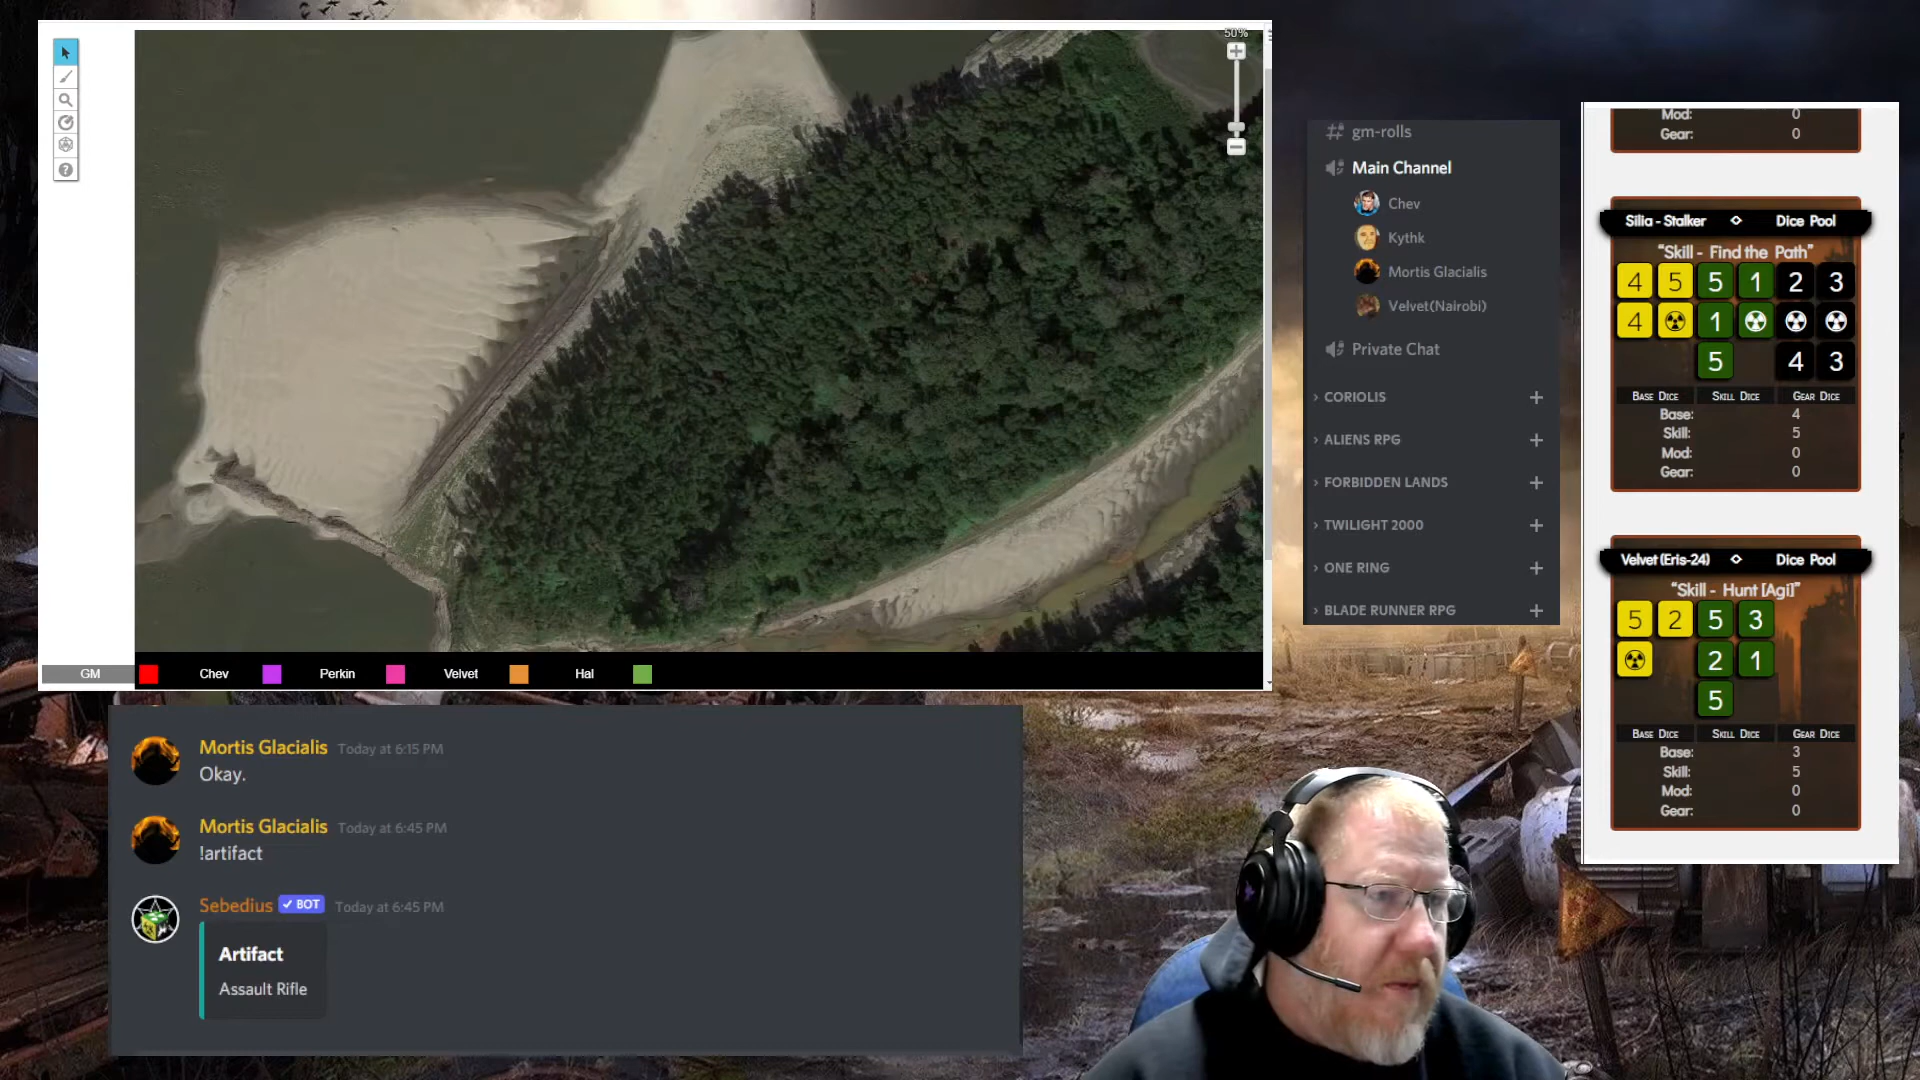 50%
GM
Chev
Perkin
Velvet
Hal
Mortis Glacialis Today at 6:15 PM
Okay.
Mortis Glacialis Today at 6:45 PM
!artifact
Sebedius BOT Today at 6:45 PM
Artifact
Assault Rifle
gm-rolls
Main Channel
Chev
Kythk
Mortis Glacialis
Velvet(Nairobi)
Private Chat
CORIOLIS
ALIENS RPG
FORBIDDEN LANDS
TWILIGHT 2000
ONE RING
BLADE RUNNER RPG
Mod: 0
Gear: 0
Silia - Stalker Dice Pool
"Skill - Find the Path"
4 5 5 1 2 3
4 1
5 4 3
BASE DICE SKILL DICE GEAR DICE
Base: 4
Skill: 5
Mod: 0
Gear: 0
Velvet (Eris-24) Dice Pool
"Skill - Hunt [Agi]"
5 2 5 3
2 1
5
BASE DICE SKILL DICE GEAR DICE
Base: 3
Skill: 5
Mod: 0
Gear: 0